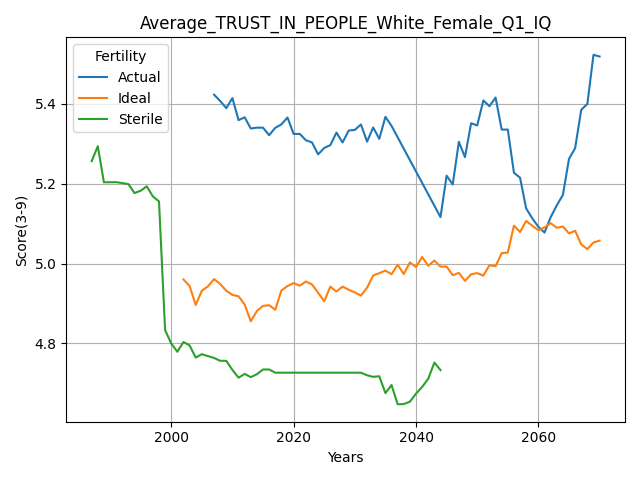 Average_TRUST_IN_PEOPLE_White_Female_Q1_IQ
Fertility
Actual
Ideal
Sterile
Score(3-9)
5.4
5.2
5.0
4.8
2000
2020
2040
2060
Years